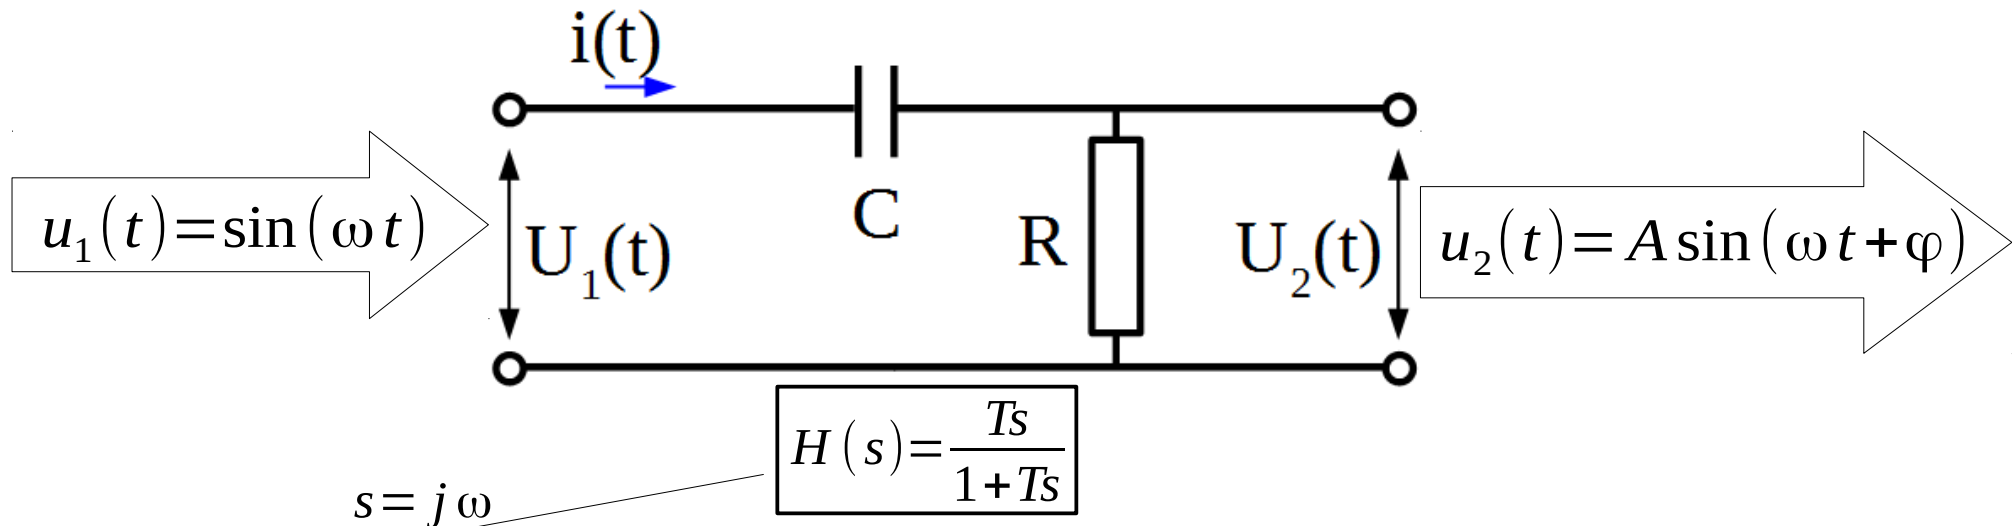 i(t)
C
R
u₁(t)=sin(ωt)
U₁(t)
U₂(t)
u₂(t)=A sin(ωt+φ)
H(s)=Ts/(1+Ts)
s=jω